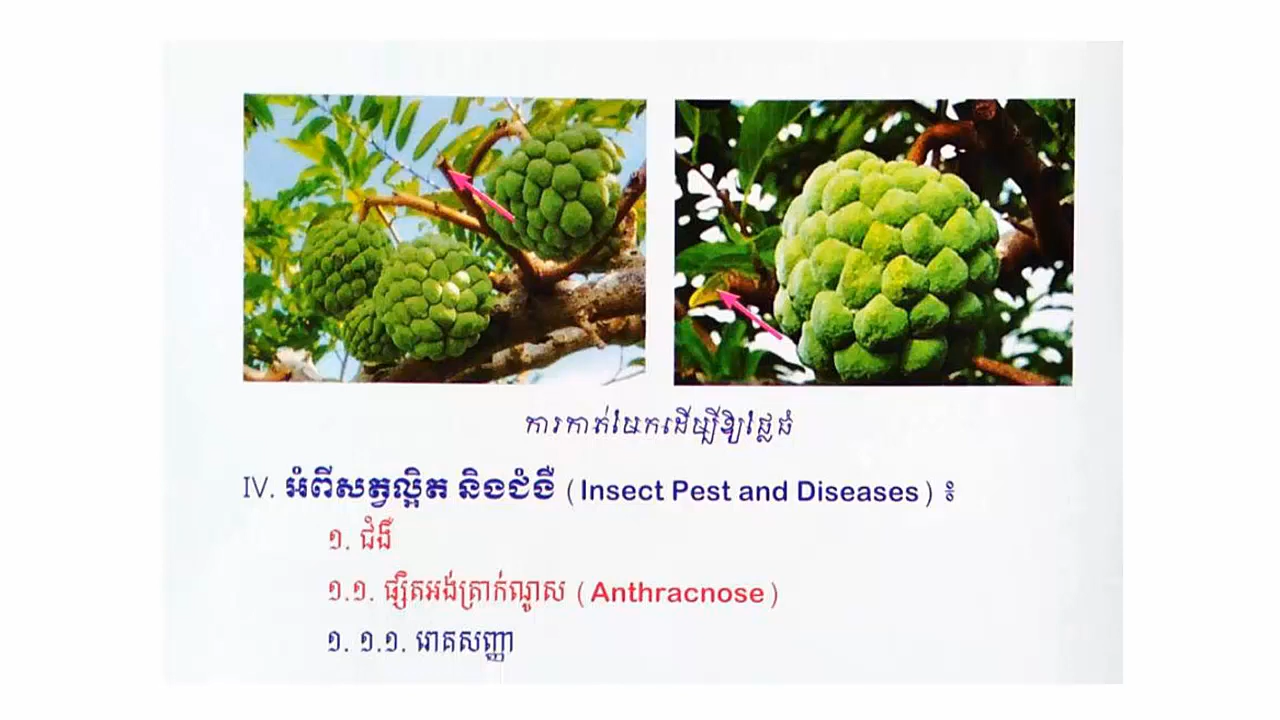 ការកាត់មែកដើម្បីឱ្យផ្លែធំ
IV. អំពីសត្វល្អិត និងជំងឺ (Insect Pest and Diseases) ៖
១. ជំងឺ
១.១. ផ្សិតអង់ត្រាក់ណូស (Anthracnose)
១. ១.១. រោគសញ្ញា